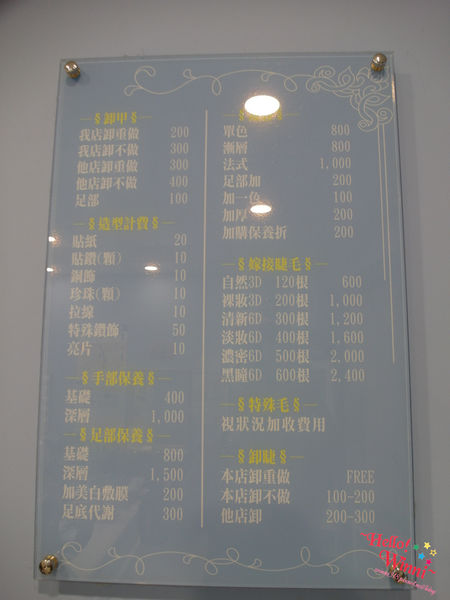 §卸甲§
我店卸重做 200
我店卸不做 300
他店卸重做 300
他店卸不做 400
足部 100
§造型計費§
貼紙 20
貼鑽(顆) 10
鋼飾 10
珍珠(顆) 10
拉線 10
特殊鑽飾 50
亮片 10
§手部保養§
基礎 400
深層 1,000
§足部保養§
基礎 800
深層 1,500
加美白敷膜 200
足底代謝 300
單色 800
漸層 800
法式 1,000
足部加 200
加一色 100
加厚 200
加購保養折 200
§嫁接睫毛§
自然3D 120根 600
裸妝3D 200根 1,000
清新6D 300根 1,200
淡妝6D 400根 1,600
濃密6D 500根 2,000
黑瞳6D 600根 2,400
§特殊毛§
視狀況加收費用
§卸睫§
本店卸重做 FREE
本店卸不做 100-200
他店卸 200-300
Hello!
Winni